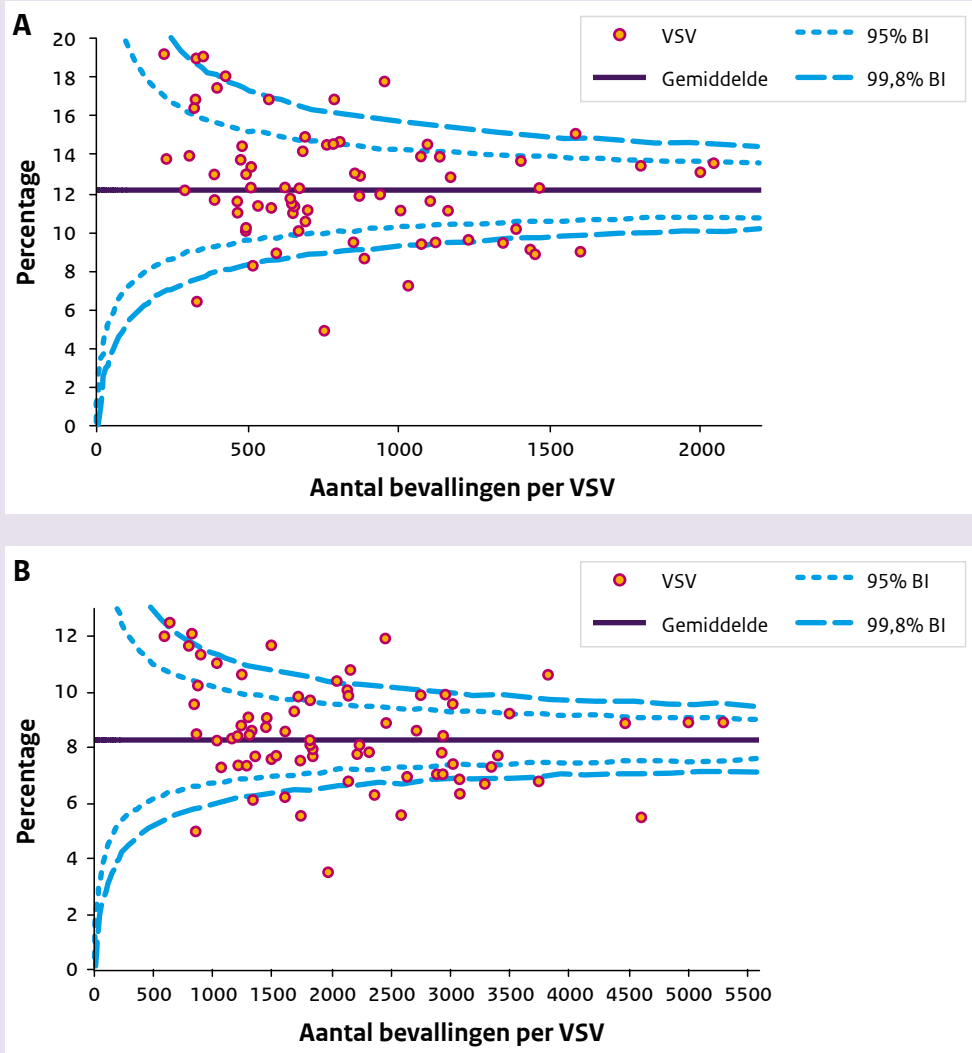 A
VSV
95% BI
Gemiddelde
99,8% BI
Percentage
20
18
16
14
12
10
8
6
4
2
0
0 500 1000 1500 2000
Aantal bevallingen per VSV
B
VSV
95% BI
Gemiddelde
99,8% BI
Percentage
12
10
8
6
4
2
0
0 500 1000 1500 2000 2500 3000 3500 4000 4500 5000 5500
Aantal bevallingen per VSV